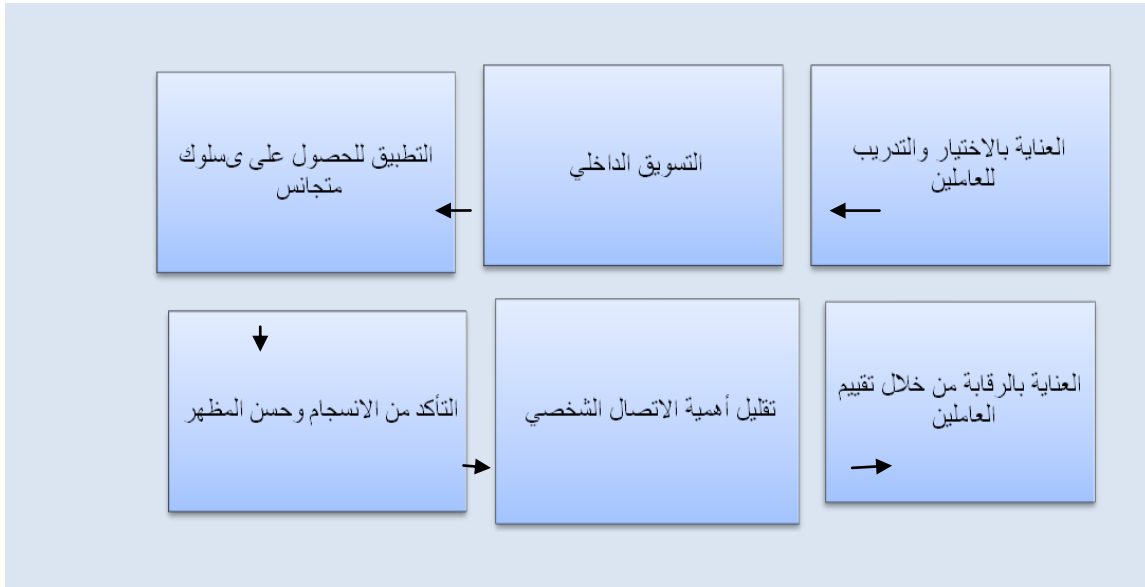 العناية بالاختيار والتدريب
للعاملين
التسويق الداخلي
التطبيق للحصول على ىسلوك
متجانس
التأكد من الانسجام وحسن المظهر
تقليل أهمية الاتصال الشخصي
العناية بالرقابة من خلال تقييم
العاملين